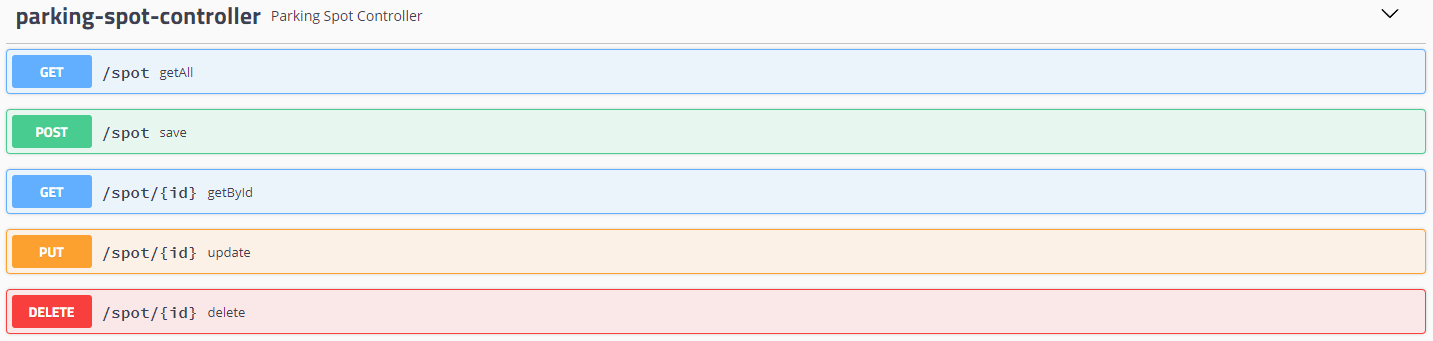 parking-spot-controller Parking Spot Controller
GET /spot getAll
POST /spot save
GET /spot/{id} getById
PUT /spot/{id} update
DELETE /spot/{id} delete